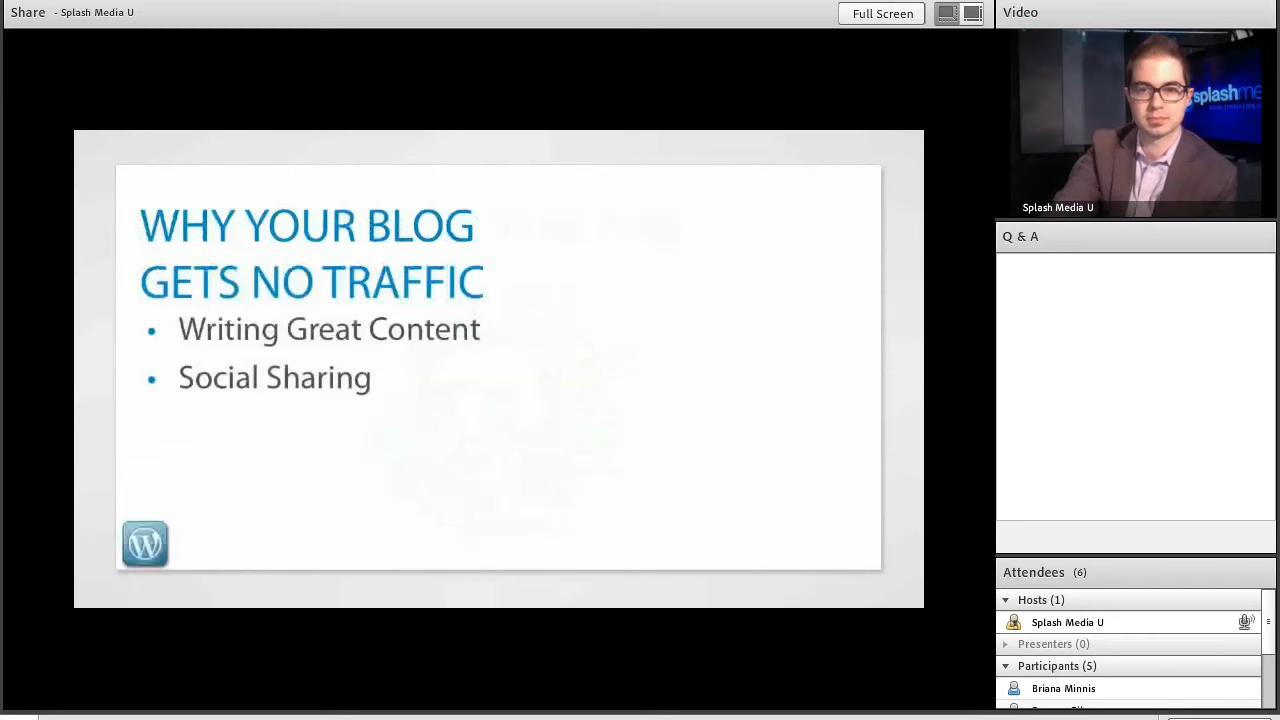 Share - Splash Media U
Full Screen
WHY YOUR BLOG
GETS NO TRAFFIC
• Writing Great Content
• Social Sharing
W
Video
splashme
Splash Media U
Q & A
Attendees (6)
Hosts (1)
Splash Media U
Presenters (0)
Participants (5)
Briana Minnis